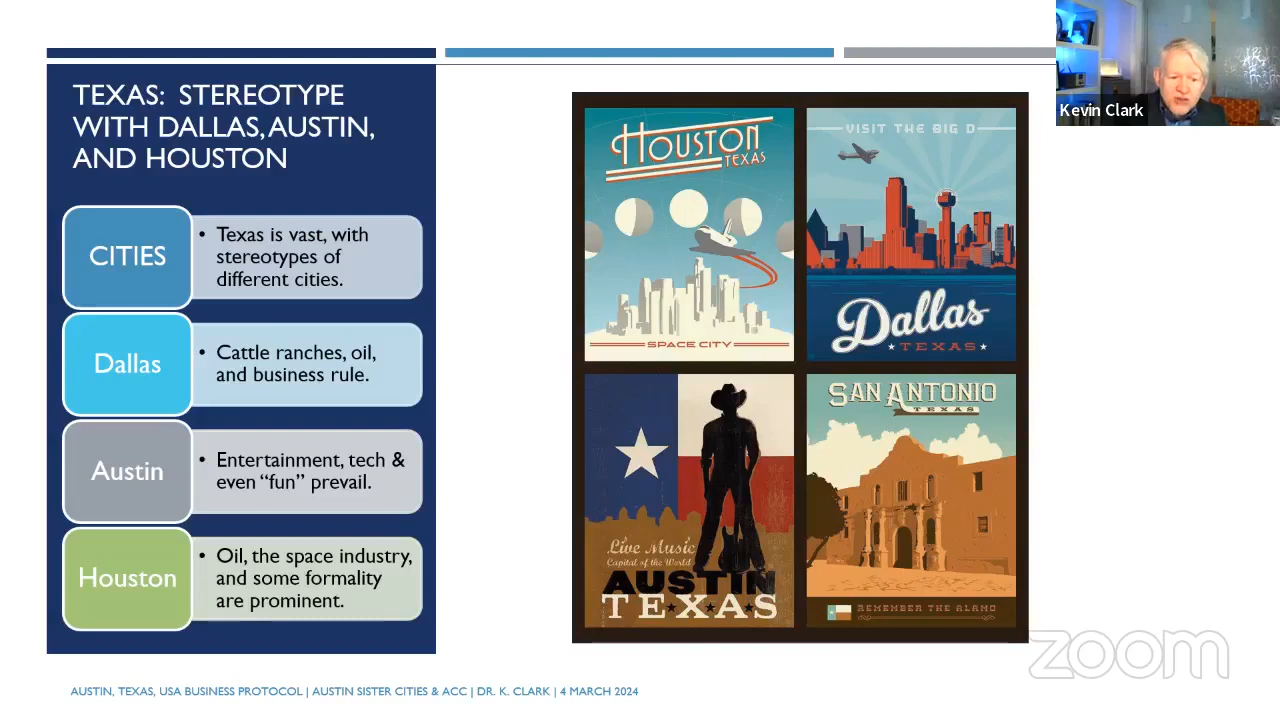 TEXAS: STEREOTYPE
WITH DALLAS, AUSTIN,
AND HOUSTON
CITIES
• Texas is vast, with
stereotypes of
different cities.
Dallas
• Cattle ranches, oil,
and business rule.
Austin
• Entertainment, tech &
even “fun” prevail.
Houston
• Oil, the space industry,
and some formality
are prominent.
HOUSTON
TEXAS
SPACE CITY
VISIT THE BIG D
Dallas
TEXAS
Live Music
Capital of the World
AUSTIN
TEXAS
SAN ANTONIO
TEXAS
REMEMBER THE ALAMO
Kevin Clark
zoom
AUSTIN, TEXAS, USA BUSINESS PROTOCOL | AUSTIN SISTER CITIES & ACC | DR. K. CLARK | 4 MARCH 2024